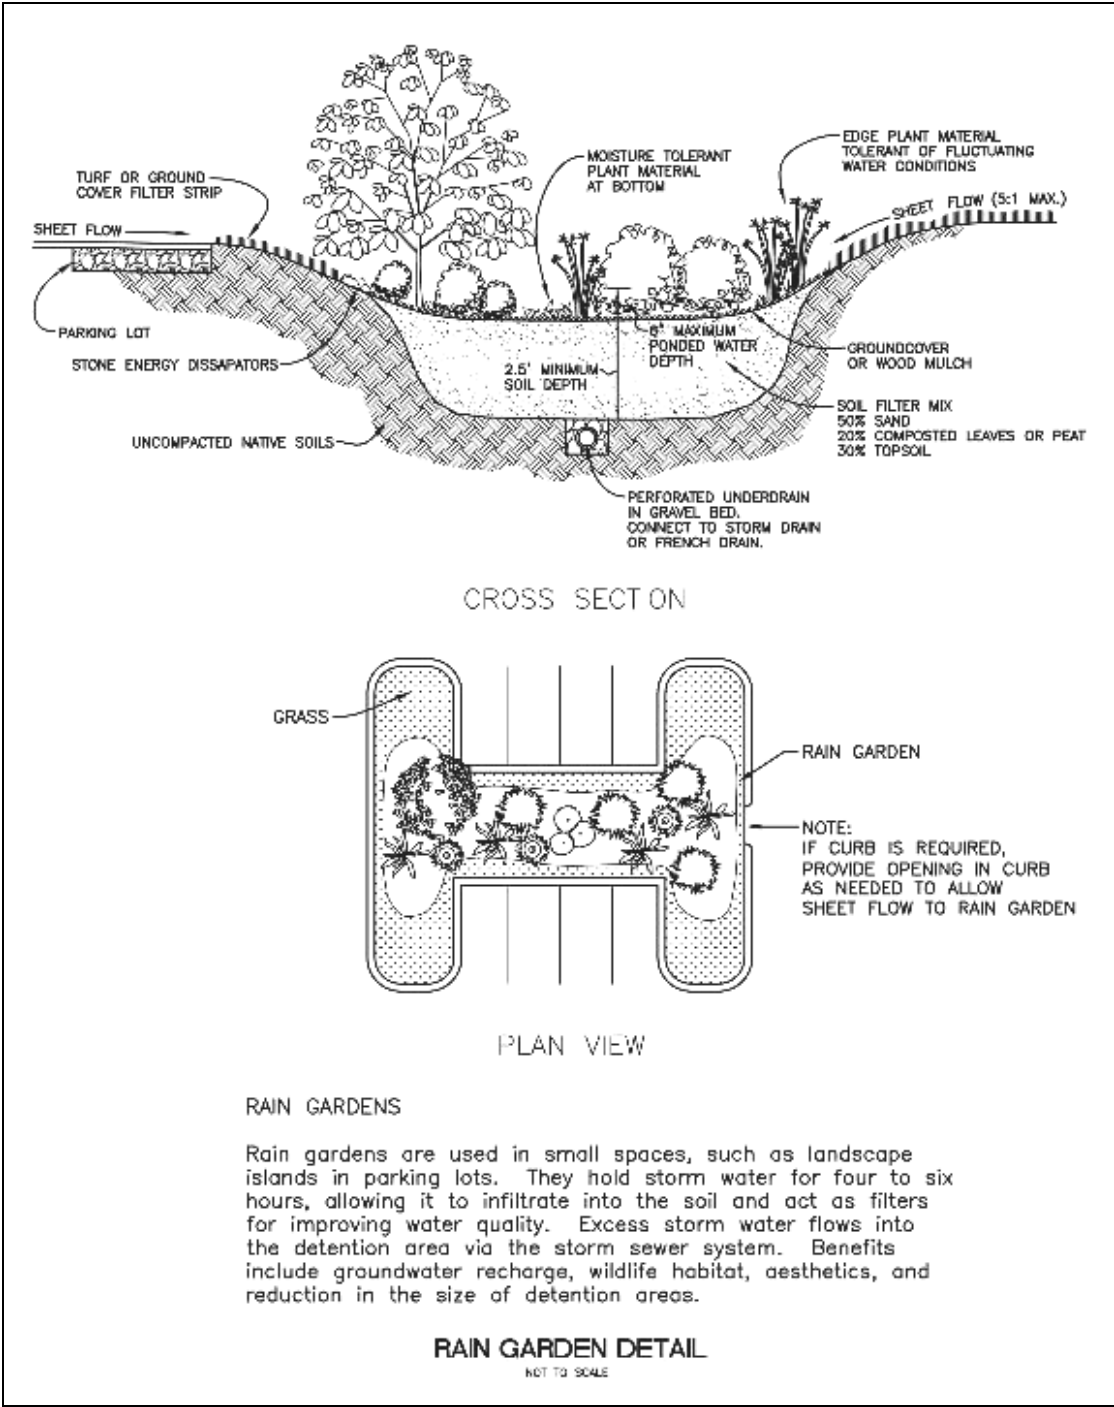 EDGE PLANT MATERIAL
TOLERANT OF FLUCTUATING
WATER CONDITIONS
MOISTURE TOLERANT
PLANT MATERIAL
AT BOTTOM
TURF OR GROUND
COVER FILTER STRIP
SHEET FLOW (5:1 MAX.)
SHEET FLOW
PARKING LOT
STONE ENERGY DISSAPATORS
6" MAXIMUM
PONDED WATER
DEPTH
2.5' MINIMUM
SOIL DEPTH
GROUNDCOVER
OR WOOD MULCH
SOIL FILTER MIX
50% SAND
20% COMPOSTED LEAVES OR PEAT
30% TOPSOIL
UNCOMPACTED NATIVE SOILS
PERFORATED UNDERDRAIN
IN GRAVEL BED.
CONNECT TO STORM DRAIN
OR FRENCH DRAIN.
CROSS SECTION
GRASS
RAIN GARDEN
NOTE:
IF CURB IS REQUIRED,
PROVIDE OPENING IN CURB
AS NEEDED TO ALLOW
SHEET FLOW TO RAIN GARDEN
PLAN VIEW
RAIN GARDENS
Rain gardens are used in small spaces, such as landscape
islands in parking lots. They hold storm water for four to six
hours, allowing it to infiltrate into the soil and act as filters
for improving water quality. Excess storm water flows into
the detention area via the storm sewer system. Benefits
include groundwater recharge, wildlife habitat, aesthetics, and
reduction in the size of detention areas.
RAIN GARDEN DETAIL
NOT TO SCALE